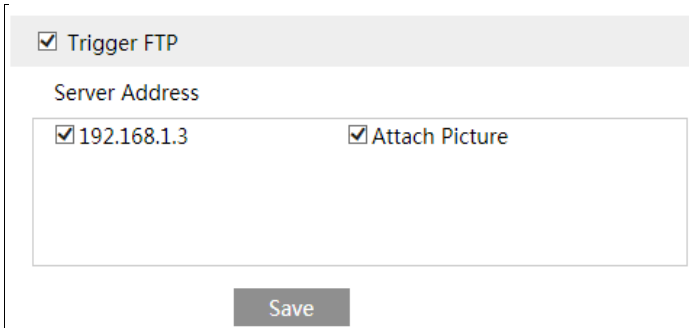 Trigger FTP
Server Address
192.168.1.3 Attach Picture
Save